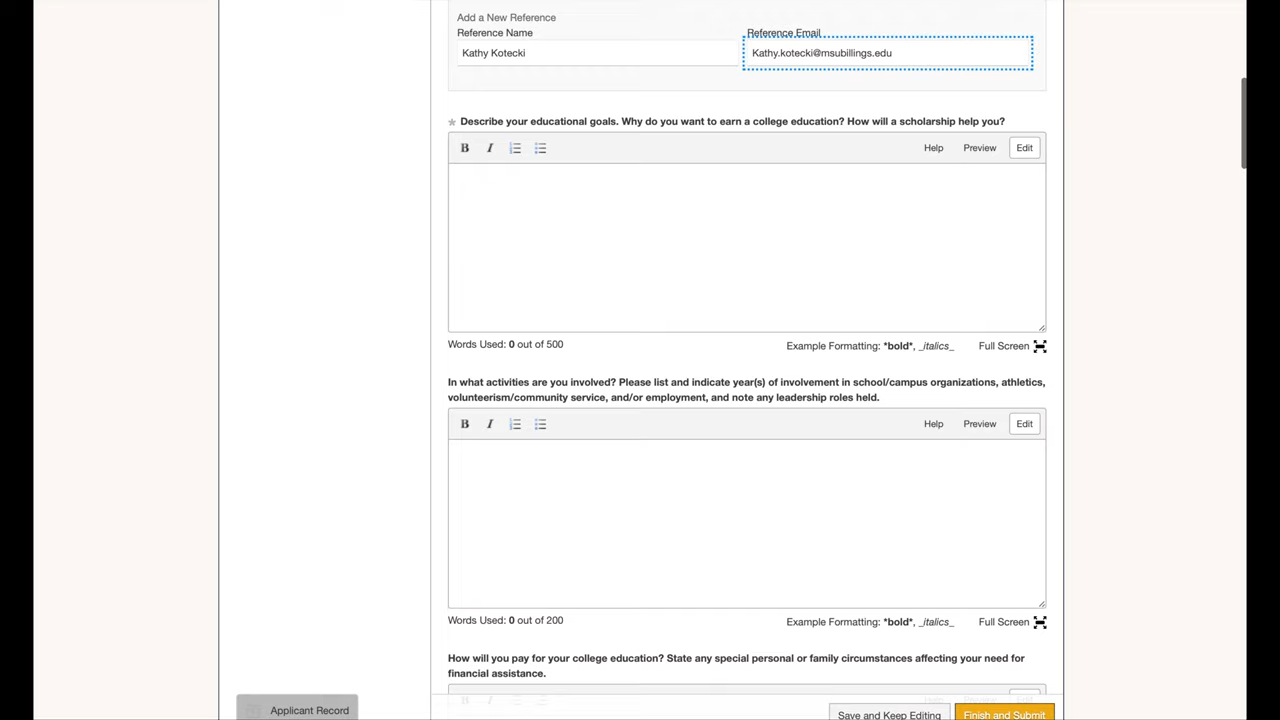 Add a New Reference
Reference Name Reference Email
Kathy Kotecki Kathy.kotecki@msubillings.edu
* Describe your educational goals. Why do you want to earn a college education? How will a scholarship help you?
B I Help Preview Edit
Words Used: 0 out of 500 Example Formatting: *bold*, _italics_ Full Screen
In what activities are you involved? Please list and indicate year(s) of involvement in school/campus organizations, athletics,
volunteerism/community service, and/or employment, and note any leadership roles held.
B I Help Preview Edit
Words Used: 0 out of 200 Example Formatting: *bold*, _italics_ Full Screen
How will you pay for your college education? State any special personal or family circumstances affecting your need for
financial assistance.
B I Help Preview Edit
Applicant Record Save and Keep Editing Finish and Submit